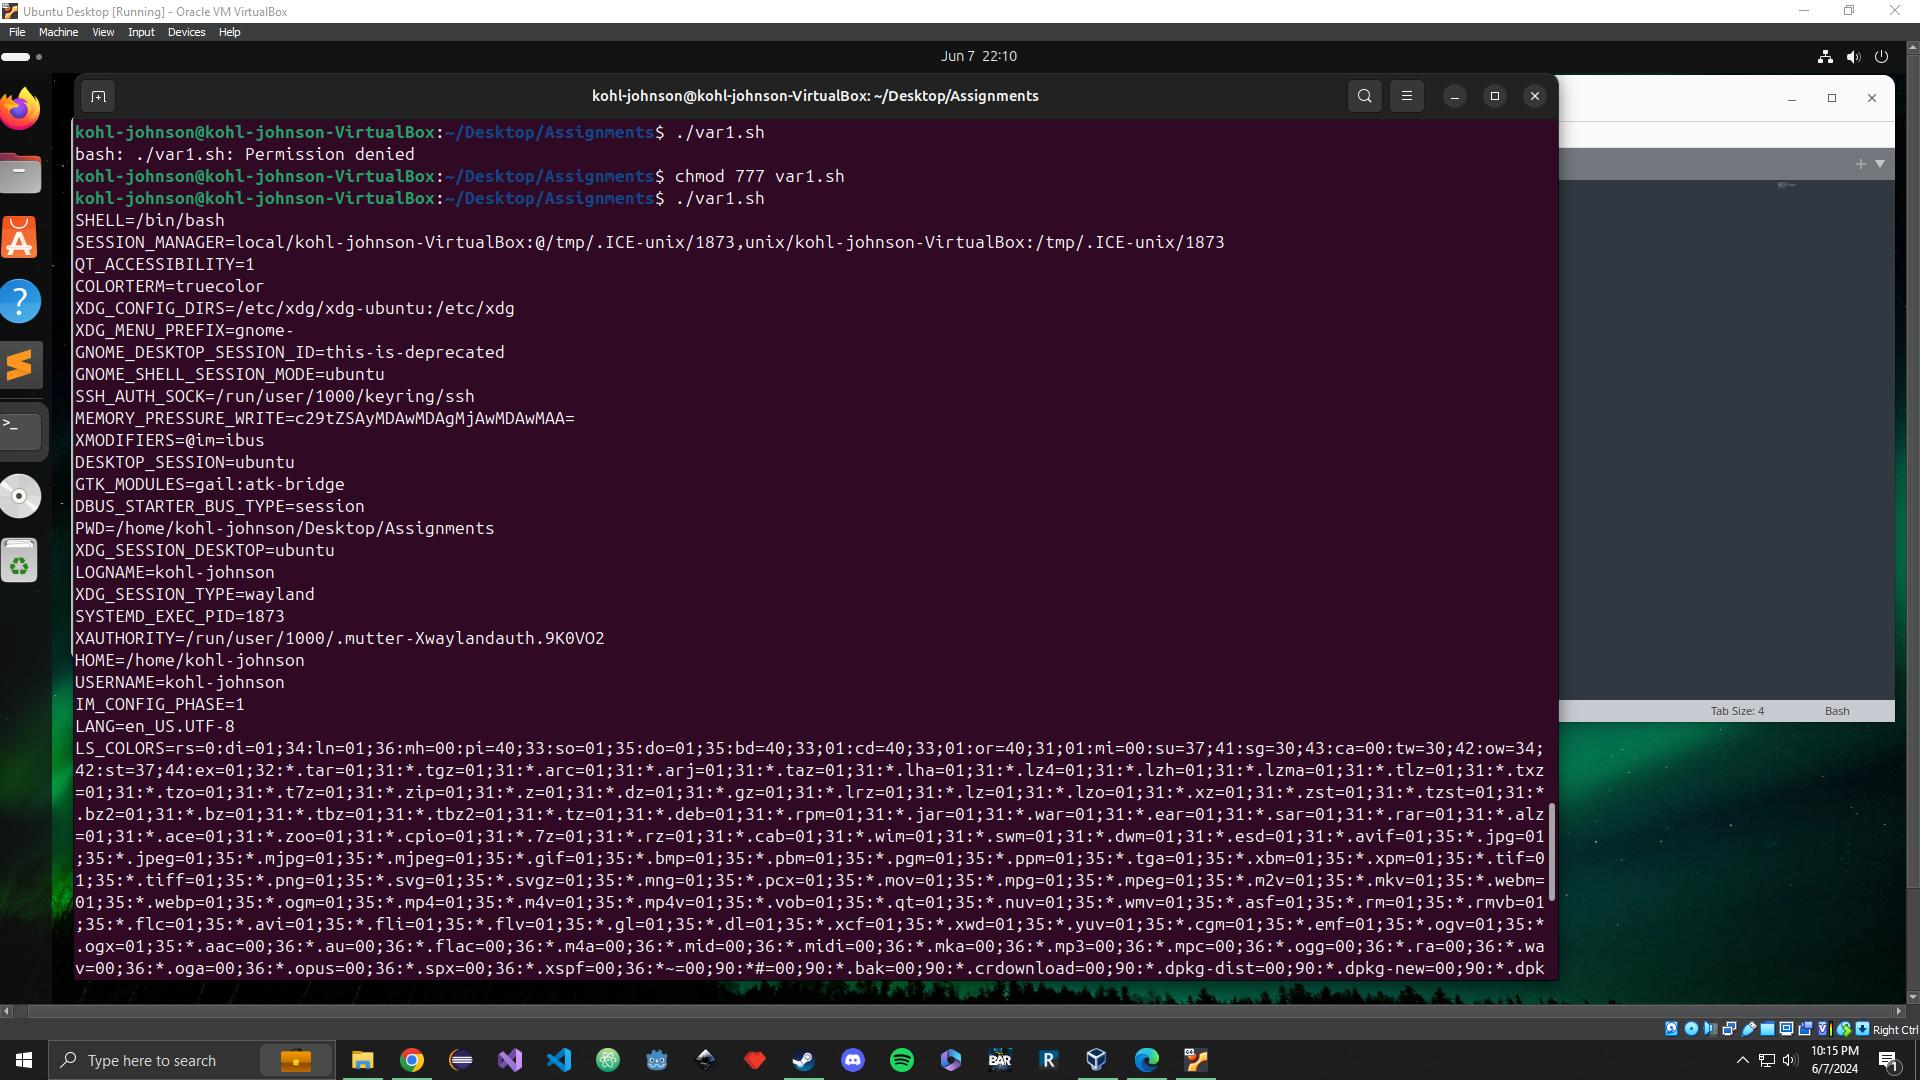 Ubuntu Desktop [Running] - Oracle VM VirtualBox
File Machine View Input Devices Help
Jun 7 22:10
kohl-johnson@kohl-johnson-VirtualBox: ~/Desktop/Assignments
kohl-johnson@kohl-johnson-VirtualBox:~/Desktop/Assignments$ ./var1.sh
bash: ./var1.sh: Permission denied
kohl-johnson@kohl-johnson-VirtualBox:~/Desktop/Assignments$ chmod 777 var1.sh
kohl-johnson@kohl-johnson-VirtualBox:~/Desktop/Assignments$ ./var1.sh
SHELL=/bin/bash
SESSION_MANAGER=local/kohl-johnson-VirtualBox:@/tmp/.ICE-unix/1873,unix/kohl-johnson-VirtualBox:/tmp/.ICE-unix/1873
QT_ACCESSIBILITY=1
COLORTERM=truecolor
XDG_CONFIG_DIRS=/etc/xdg/xdg-ubuntu:/etc/xdg
XDG_MENU_PREFIX=gnome-
GNOME_DESKTOP_SESSION_ID=this-is-deprecated
GNOME_SHELL_SESSION_MODE=ubuntu
SSH_AUTH_SOCK=/run/user/1000/keyring/ssh
MEMORY_PRESSURE_WRITE=c29tZSAyMDAwMDAgMjAwMDAwMAA=
XMODIFIERS=@im=ibus
DESKTOP_SESSION=ubuntu
GTK_MODULES=gail:atk-bridge
DBUS_STARTER_BUS_TYPE=session
PWD=/home/kohl-johnson/Desktop/Assignments
XDG_SESSION_DESKTOP=ubuntu
LOGNAME=kohl-johnson
XDG_SESSION_TYPE=wayland
SYSTEMD_EXEC_PID=1873
XAUTHORITY=/run/user/1000/.mutter-Xwaylandauth.9K0VO2
HOME=/home/kohl-johnson
USERNAME=kohl-johnson
IM_CONFIG_PHASE=1
LANG=en_US.UTF-8
LS_COLORS=rs=0:di=01;34:ln=01;36:mh=00:pi=40;33:so=01;35:do=01;35:bd=40;33;01:cd=40;33;01:or=40;31;01:mi=00:su=37;41:sg=30;43:ca=00:tw=30;42:ow=34;
42:st=37;44:ex=01;32:*.tar=01;31:*.tgz=01;31:*.arc=01;31:*.arj=01;31:*.taz=01;31:*.lha=01;31:*.lz4=01;31:*.lzh=01;31:*.lzma=01;31:*.tlz=01;31:*.txz
=01;31:*.tzo=01;31:*.t7z=01;31:*.zip=01;31:*.z=01;31:*.dz=01;31:*.gz=01;31:*.lrz=01;31:*.lz=01;31:*.lzo=01;31:*.xz=01;31:*.zst=01;31:*.tzst=01;31:*
.bz2=01;31:*.bz=01;31:*.tbz=01;31:*.tbz2=01;31:*.tz=01;31:*.deb=01;31:*.rpm=01;31:*.jar=01;31:*.war=01;31:*.ear=01;31:*.sar=01;31:*.rar=01;31:*.alz
=01;31:*.ace=01;31:*.zoo=01;31:*.cpio=01;31:*.7z=01;31:*.rz=01;31:*.cab=01;31:*.wim=01;31:*.swm=01;31:*.dwm=01;31:*.esd=01;31:*.avif=01;35:*.jpg=01
;35:*.jpeg=01;35:*.mjpg=01;35:*.mjpeg=01;35:*.gif=01;35:*.bmp=01;35:*.pbm=01;35:*.pgm=01;35:*.ppm=01;35:*.tga=01;35:*.xbm=01;35:*.xpm=01;35:*.tif=0
1;35:*.tiff=01;35:*.png=01;35:*.svg=01;35:*.svgz=01;35:*.mng=01;35:*.pcx=01;35:*.mov=01;35:*.mpg=01;35:*.mpeg=01;35:*.m2v=01;35:*.mkv=01;35:*.webm=
01;35:*.webp=01;35:*.ogm=01;35:*.mp4=01;35:*.m4v=01;35:*.mp4v=01;35:*.vob=01;35:*.qt=01;35:*.nuv=01;35:*.wmv=01;35:*.asf=01;35:*.rm=01;35:*.rmvb=01
;35:*.flc=01;35:*.avi=01;35:*.fli=01;35:*.flv=01;35:*.gl=01;35:*.dl=01;35:*.xcf=01;35:*.xwd=01;35:*.yuv=01;35:*.cgm=01;35:*.emf=01;35:*.ogv=01;35:*
.ogx=01;35:*.aac=00;36:*.au=00;36:*.flac=00;36:*.m4a=00;36:*.mid=00;36:*.midi=00;36:*.mka=00;36:*.mp3=00;36:*.mpc=00;36:*.ogg=00;36:*.ra=00;36:*.wa
v=00;36:*.oga=00;36:*.opus=00;36:*.spx=00;36:*.xspf=00;36:*~=00;90:*#=00;90:*.bak=00;90:*.crdownload=00;90:*.dpkg-dist=00;90:*.dpkg-new=00;90:*.dpk
Tab Size: 4 Bash
Right Ctrl
Type here to search
BAR
R
10:15 PM
6/7/2024
1